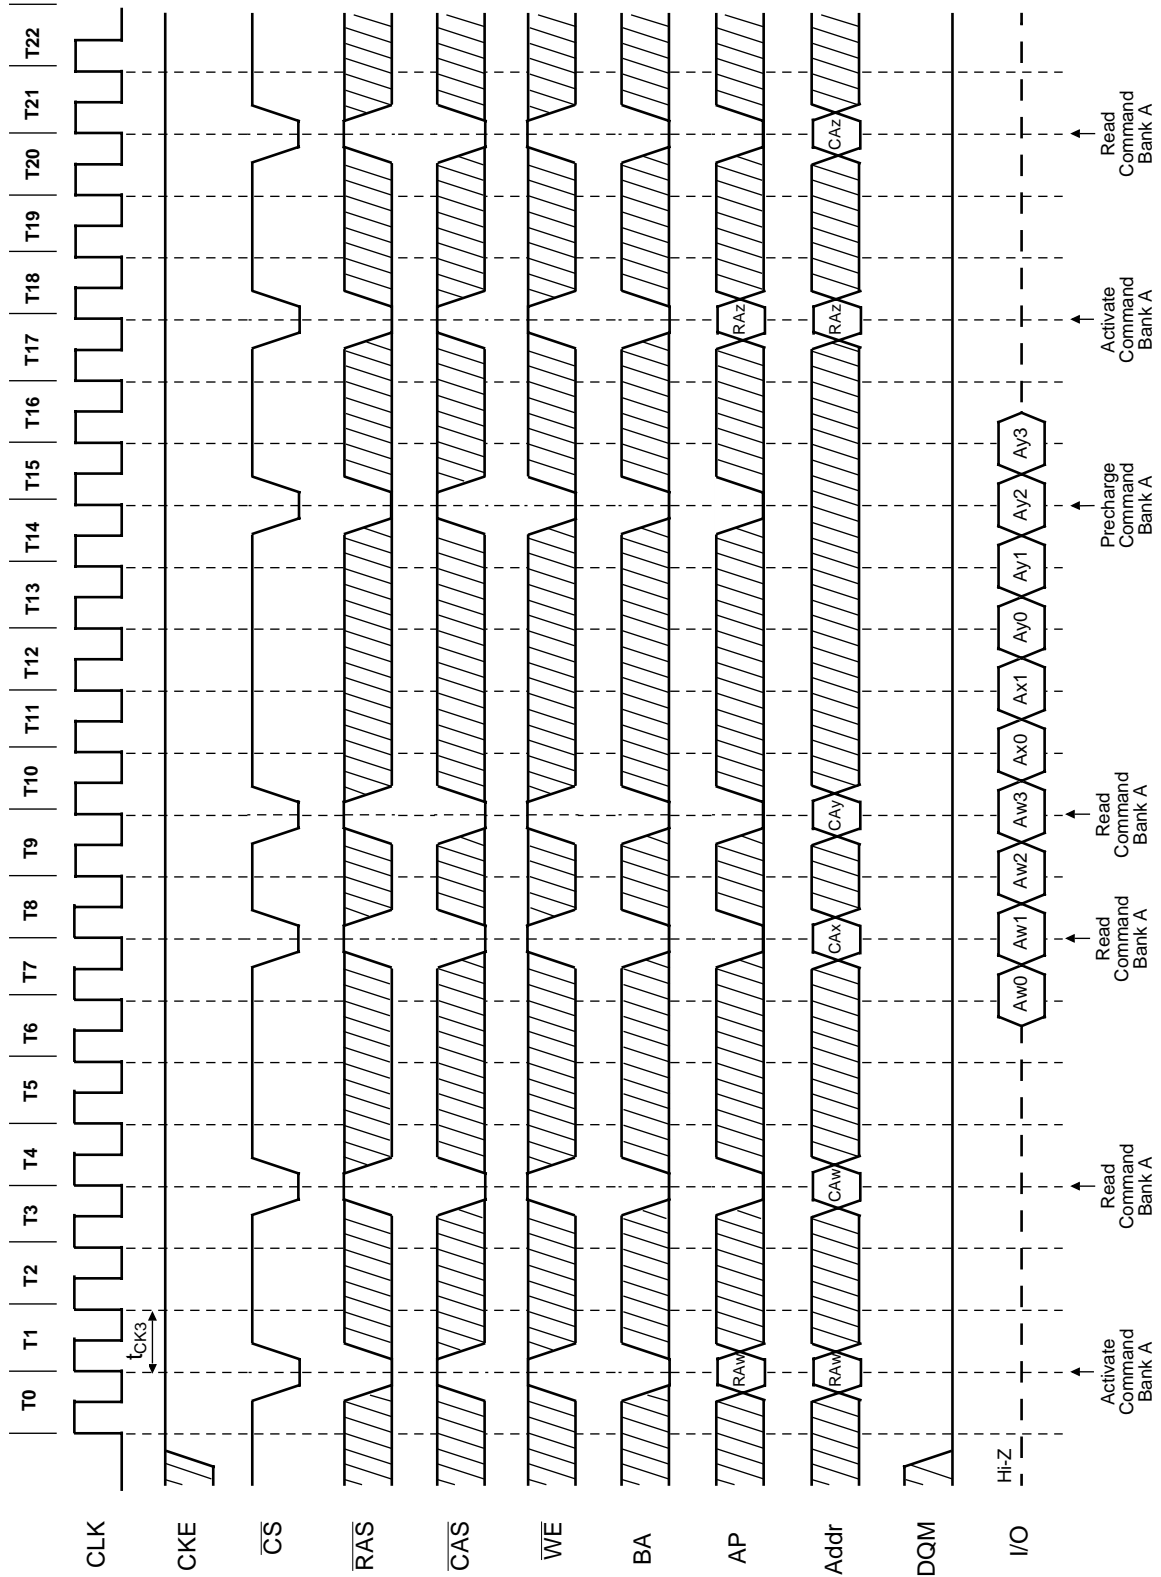 T0 T1 T2 T3 T4 T5 T6 T7 T8 T9 T10 T11 T12 T13 T14 T15 T16 T17 T18 T19 T20 T21 T22
CLK
tCK3
CKE
CS
RAS
CAS
WE
BA
AP
RAw RAz
Addr
RAw CAw CAx CAy RAz CAz
DQM
I/O
Hi-Z
Aw0 Aw1 Aw2 Aw3 Ax0 Ax1 Ay0 Ay1 Ay2 Ay3
Activate
Command
Bank A
Read
Command
Bank A
Read
Command
Bank A
Read
Command
Bank A
Precharge
Command
Bank A
Activate
Command
Bank A
Read
Command
Bank A